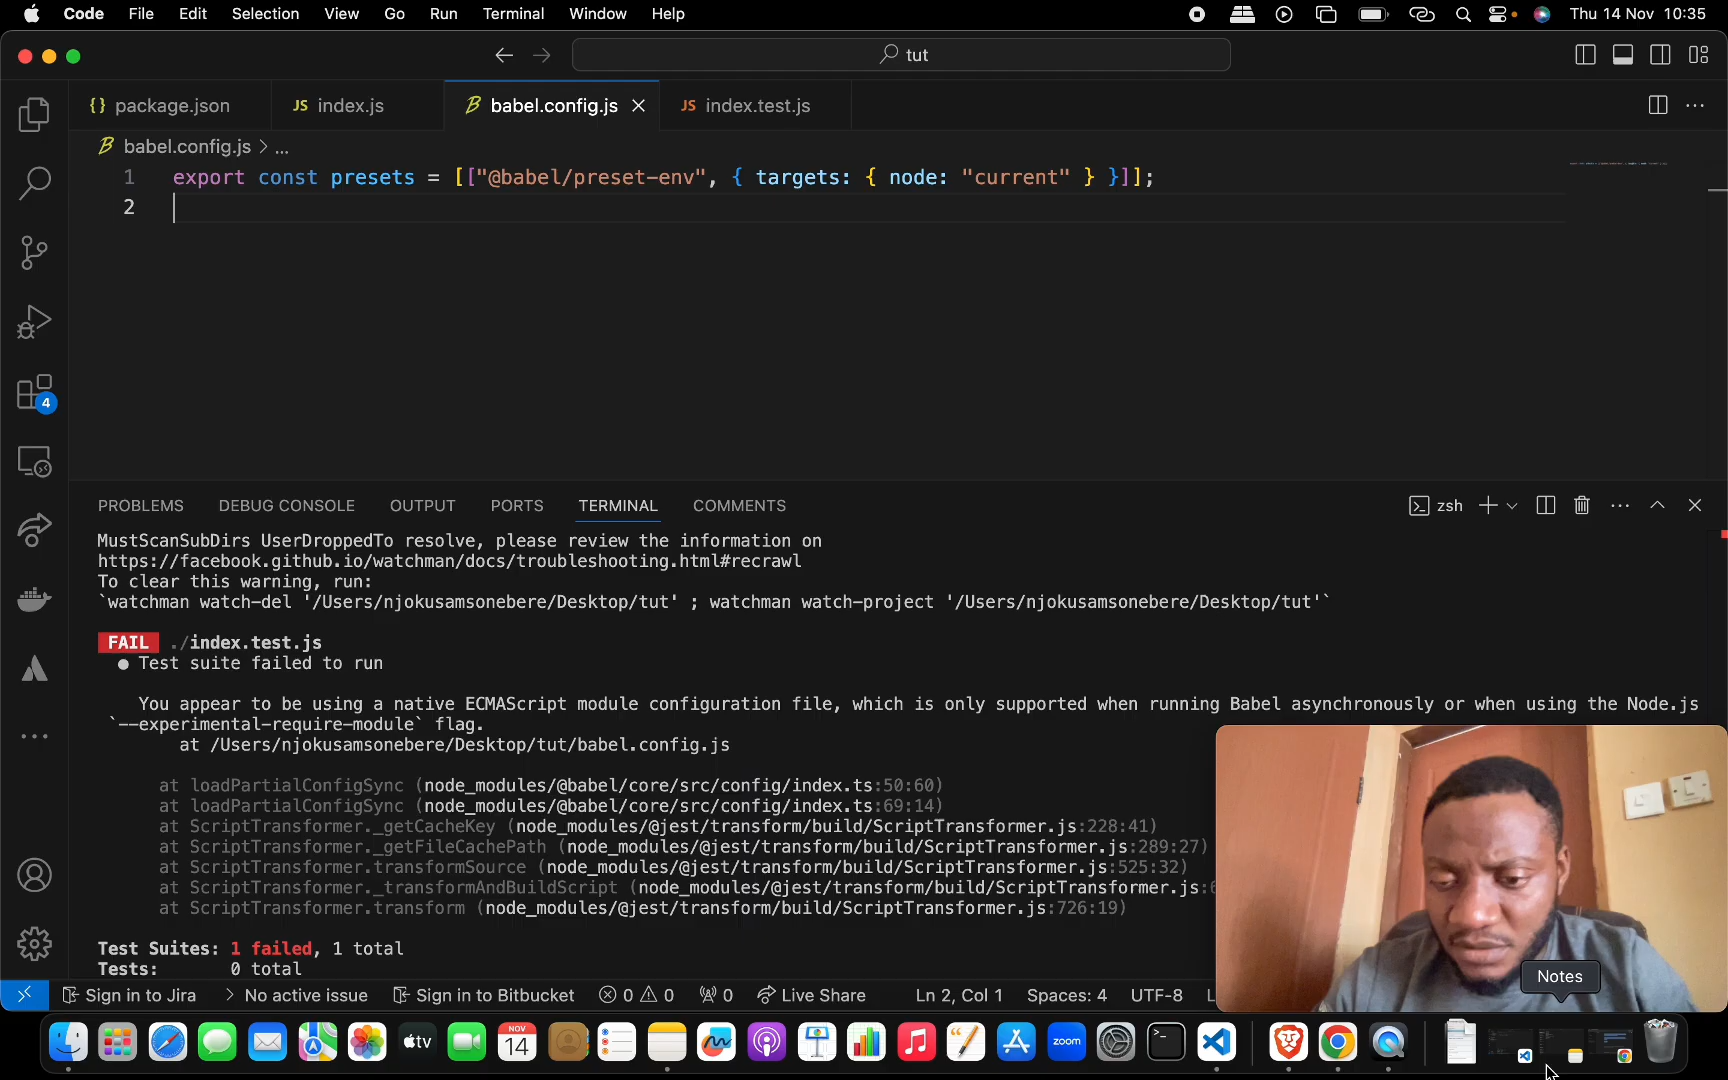 Code File Edit Selection View Go Run Terminal Window Help Thu 14 Nov 10:35
tut
package.json JS index.js babel.config.js JS index.test.js
babel.config.js > ...
1 export const presets = [["@babel/preset-env", { targets: { node: "current" } }]];
2
4
PROBLEMS DEBUG CONSOLE OUTPUT PORTS TERMINAL COMMENTS zsh
MustScanSubDirs UserDroppedTo resolve, please review the information on
https://facebook.github.io/watchman/docs/troubleshooting.html#recrawl
To clear this warning, run:
`watchman watch-del '/Users/njokusamsonebere/Desktop/tut' ; watchman watch-project '/Users/njokusamsonebere/Desktop/tut'`
FAIL ./index.test.js
● Test suite failed to run
You appear to be using a native ECMAScript module configuration file, which is only supported when running Babel asynchronously or when using the Node.js
`--experimental-require-module` flag.
at /Users/njokusamsonebere/Desktop/tut/babel.config.js
at loadPartialConfigSync (node_modules/@babel/core/src/config/index.ts:50:60)
at loadPartialConfigSync (node_modules/@babel/core/src/config/index.ts:69:14)
at ScriptTransformer._getCacheKey (node_modules/@jest/transform/build/ScriptTransformer.js:228:41)
at ScriptTransformer._getFileCachePath (node_modules/@jest/transform/build/ScriptTransformer.js:289:27)
at ScriptTransformer.transformSource (node_modules/@jest/transform/build/ScriptTransformer.js:525:32)
at ScriptTransformer._transformAndBuildScript (node_modules/@jest/transform/build/ScriptTransformer.js:
at ScriptTransformer.transform (node_modules/@jest/transform/build/ScriptTransformer.js:726:19)
Test Suites: 1 failed, 1 total
Tests: 0 total
Notes
Sign in to Jira > No active issue Sign in to Bitbucket 0 0 0 Live Share Ln 2, Col 1 Spaces: 4 UTF-8
tv NOV 14 zoom